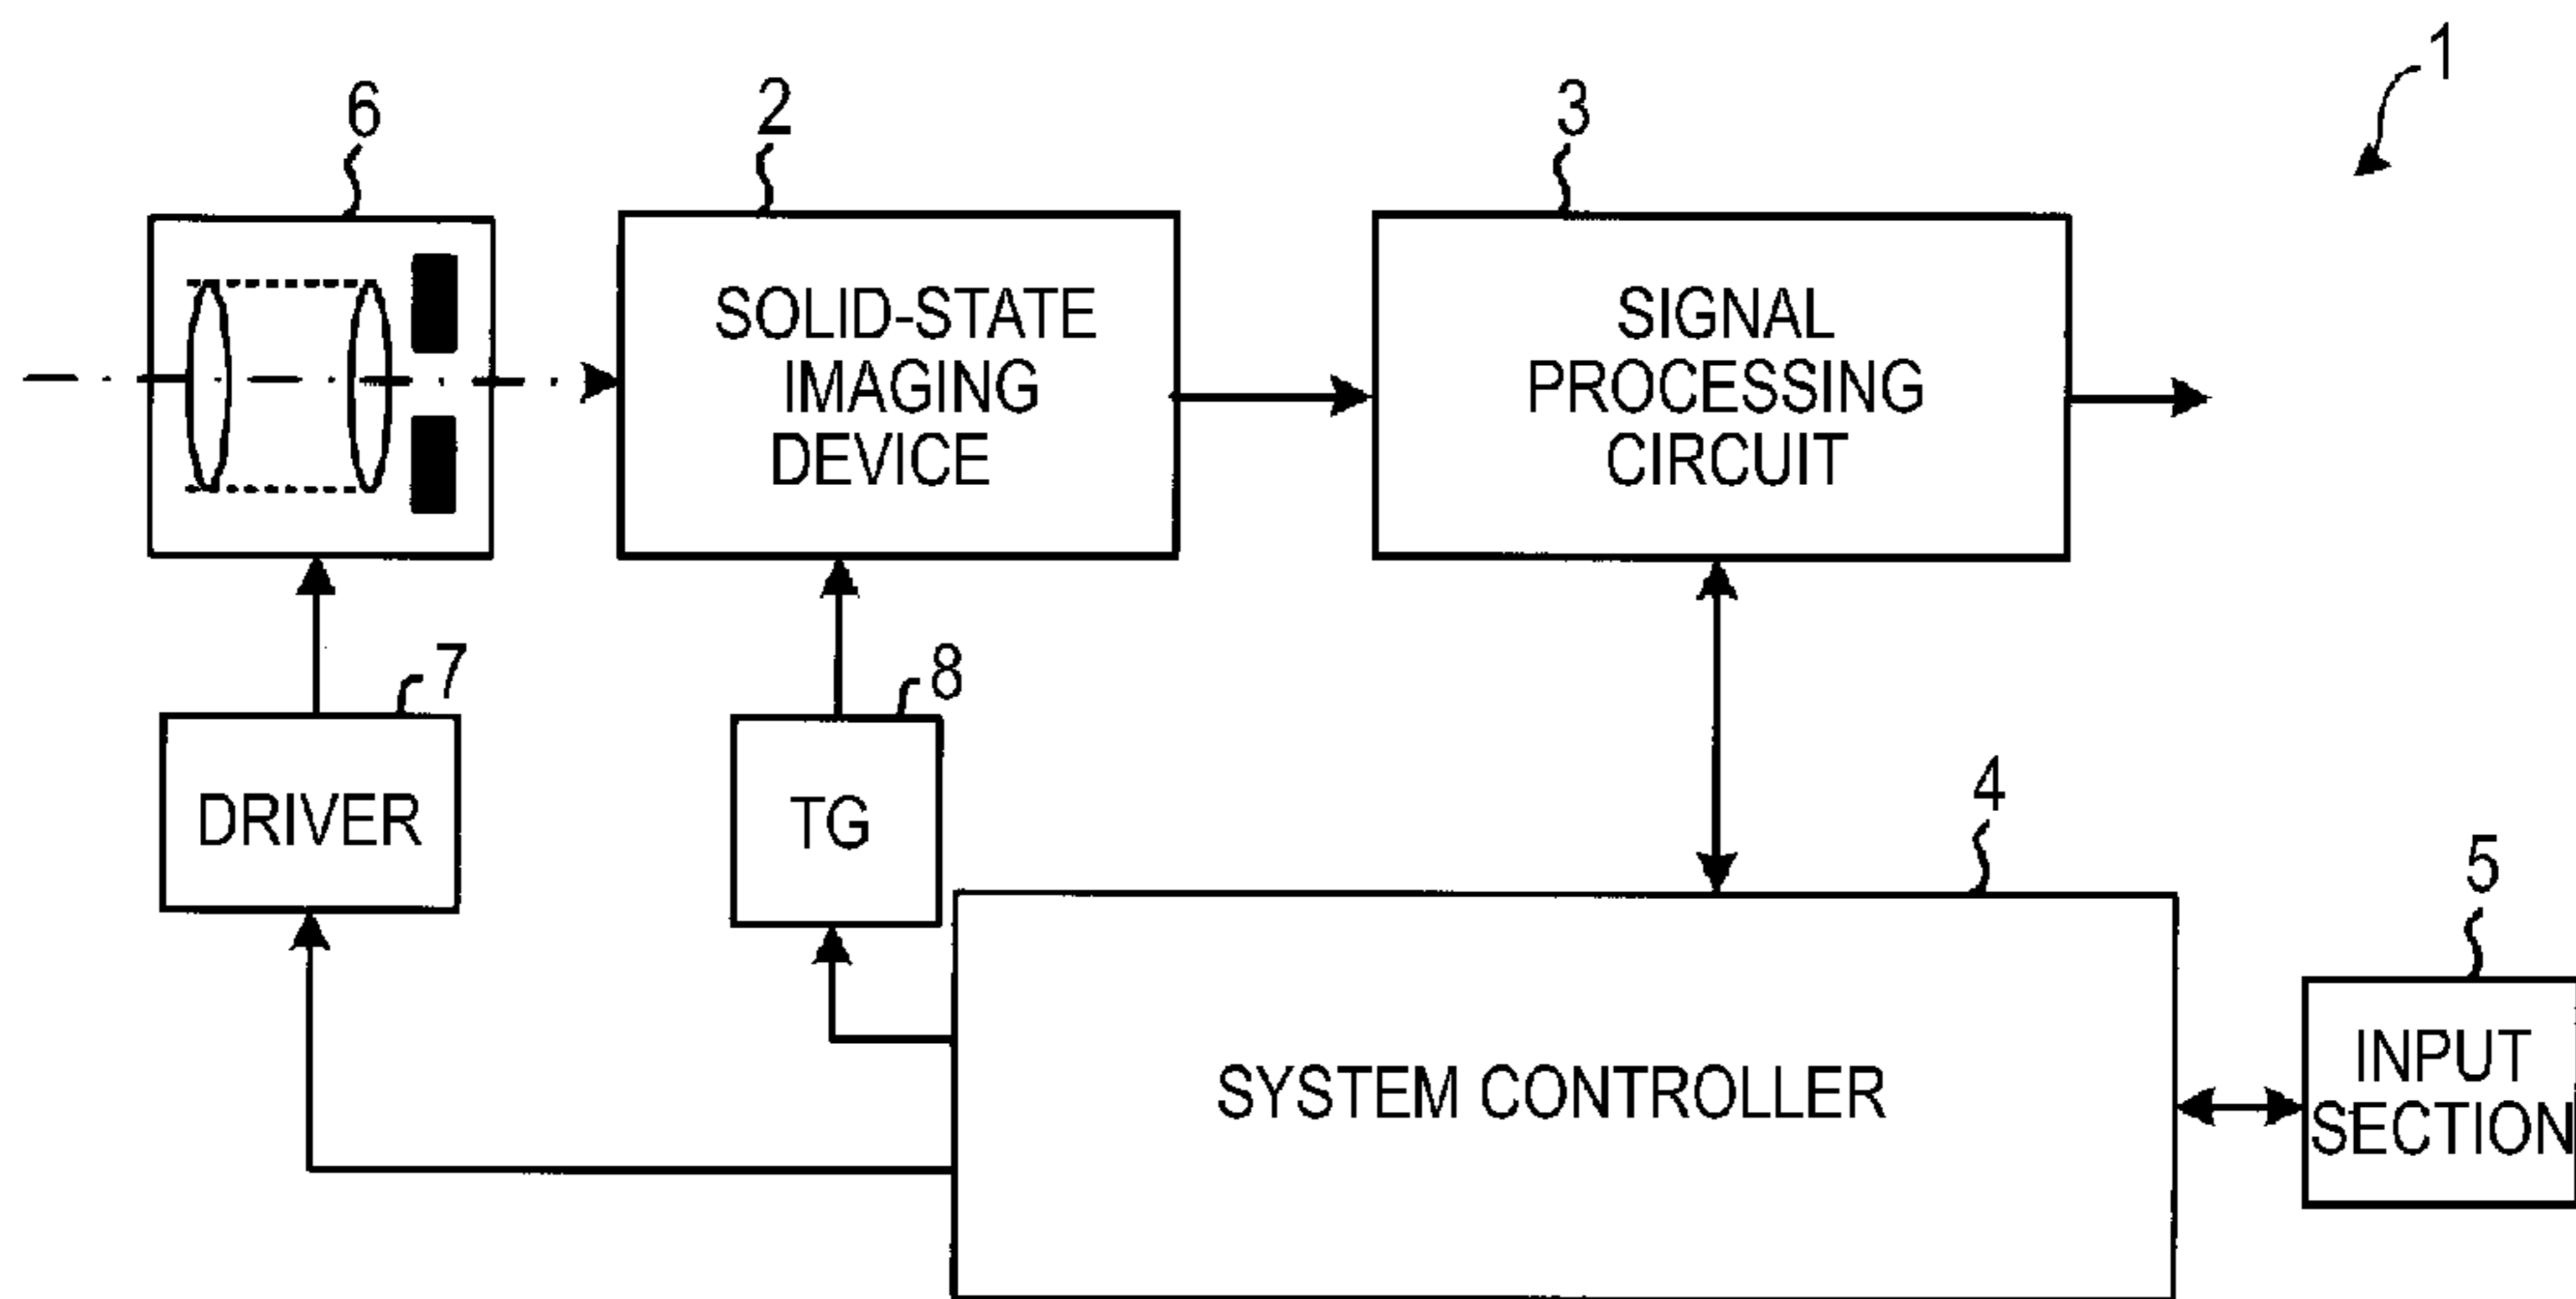 1
6
2
3
SOLID-STATE
IMAGING
DEVICE
SIGNAL
PROCESSING
CIRCUIT
7
8
DRIVER
TG
4
5
SYSTEM CONTROLLER
INPUT
SECTION